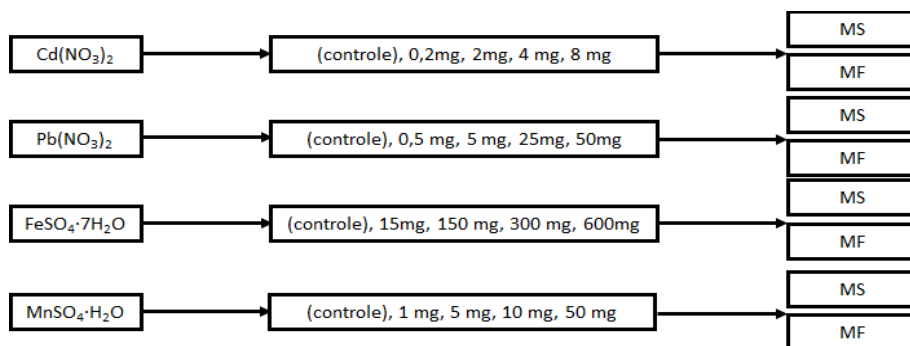 MS
Cd(NO₃)₂ (controle), 0,2mg, 2mg, 4 mg, 8 mg
MF
MS
Pb(NO₃)₂ (controle), 0,5 mg, 5 mg, 25mg, 50mg
MF
MS
FeSO₄·7H₂O (controle), 15mg, 150 mg, 300 mg, 600mg
MF
MS
MnSO₄·H₂O (controle), 1 mg, 5 mg, 10 mg, 50 mg
MF